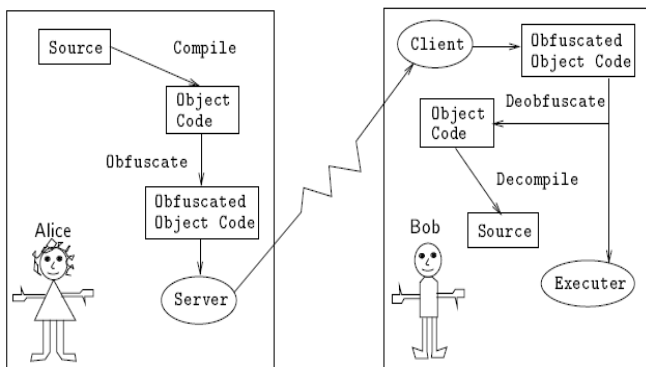 Source
Compile
Object
Code
Obfuscate
Obfuscated
Object Code
Alice
Server
Client
Obfuscated
Object Code
Deobfuscate
Object
Code
Decompile
Source
Bob
Executer